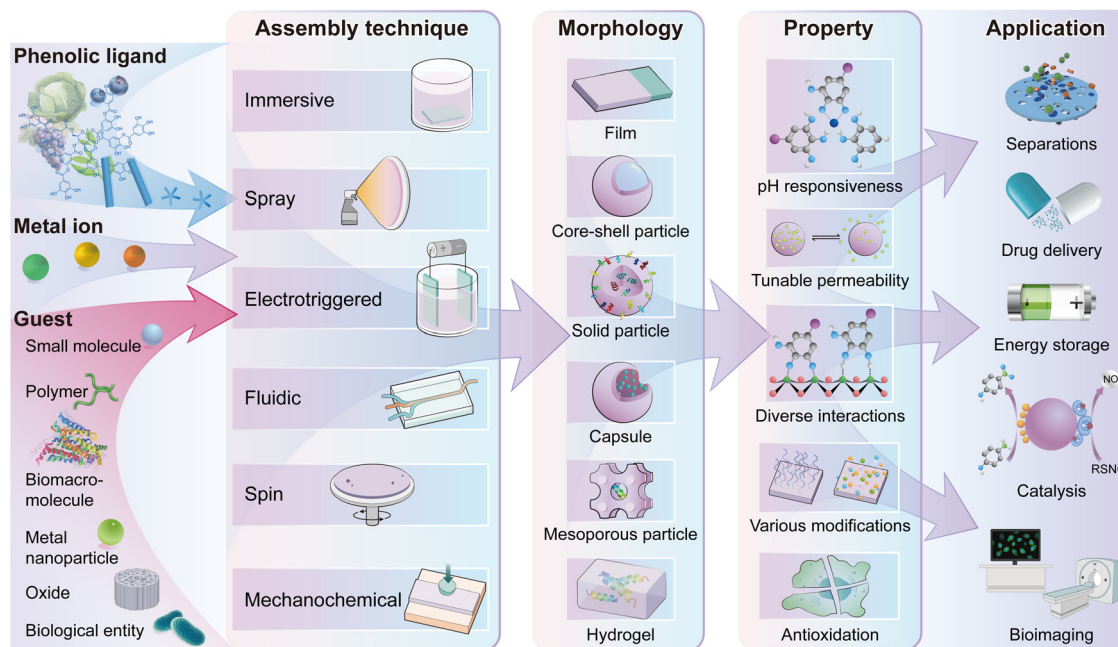 Phenolic ligand
Metal ion
Guest
Small molecule
Polymer
Biomacro-
molecule
Metal
nanoparticle
Oxide
Biological entity
Assembly technique
Immersive
Spray
Electrotriggered
Fluidic
Spin
Mechanochemical
Morphology
Film
Core-shell particle
Solid particle
Capsule
Mesoporous particle
Hydrogel
Property
pH responsiveness
Tunable permeability
Diverse interactions
Various modifications
Antioxidation
Application
Separations
Drug delivery
Energy storage
NO
RSNO
Catalysis
Bioimaging